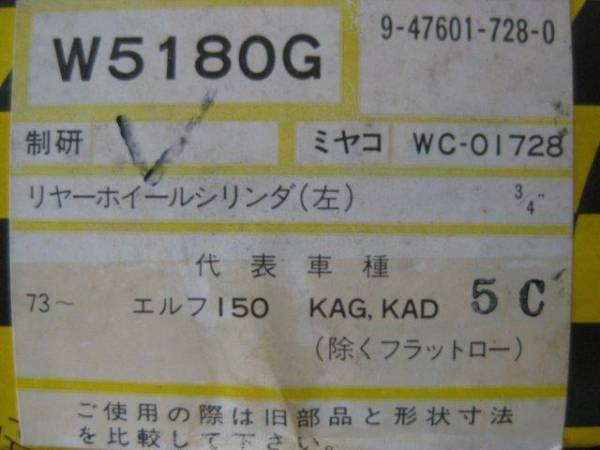 W5180G
9-47601-728-0
制研
ミヤコ WC-01728
リヤーホイールシリンダ(左) 3/4"
代表車種
73~ エルフ150 KAG, KAD 5C
(除くフラットロー)
ご使用の際は旧部品と形状寸法
を比較して下さい。